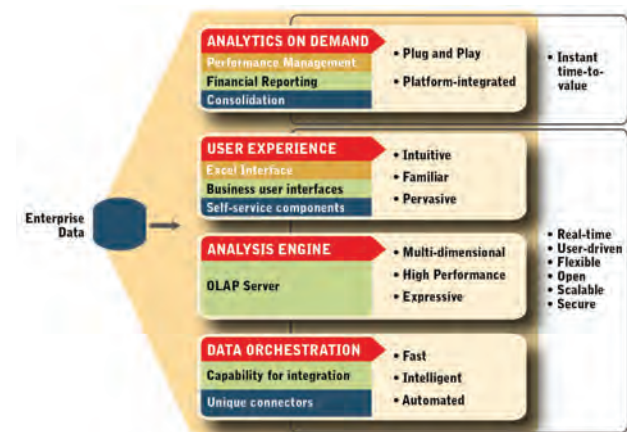 ANALYTICS ON DEMAND
Performance Management
Financial Reporting
Consolidation
• Plug and Play
• Platform-integrated
• Instant
time-to-
value
USER EXPERIENCE
Excel Interface
Business user interfaces
Self-service components
• Intuitive
• Familiar
• Pervasive
Enterprise
Data
ANALYSIS ENGINE
OLAP Server
• Multi-dimensional
• High Performance
• Expressive
• Real-time
• User-driven
• Flexible
• Open
• Scalable
• Secure
DATA ORCHESTRATION
Capability for integration
Unique connectors
• Fast
• Intelligent
• Automated